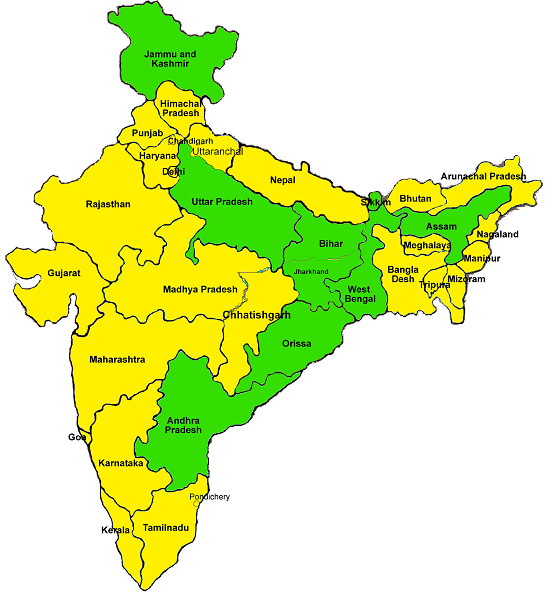 Jammu and
Kashmir
Himachal
Pradesh
Punjab
Chandigarh
Uttaranchal
Haryana
Delhi
Nepal
Arunachal Pradesh
Rajasthan
Uttar Pradesh
Sikkim
Bhutan
Assam
Nagaland
Bihar
Meghalaya
Manipur
Gujarat
Jharkhand
Bangla
Desh
Tripura
Mizoram
Madhya Pradesh
West
Bengal
Chhatishgarh
Orissa
Maharashtra
Andhra
Pradesh
Goa
Karnataka
Pondichery
Kerala
Tamilnadu